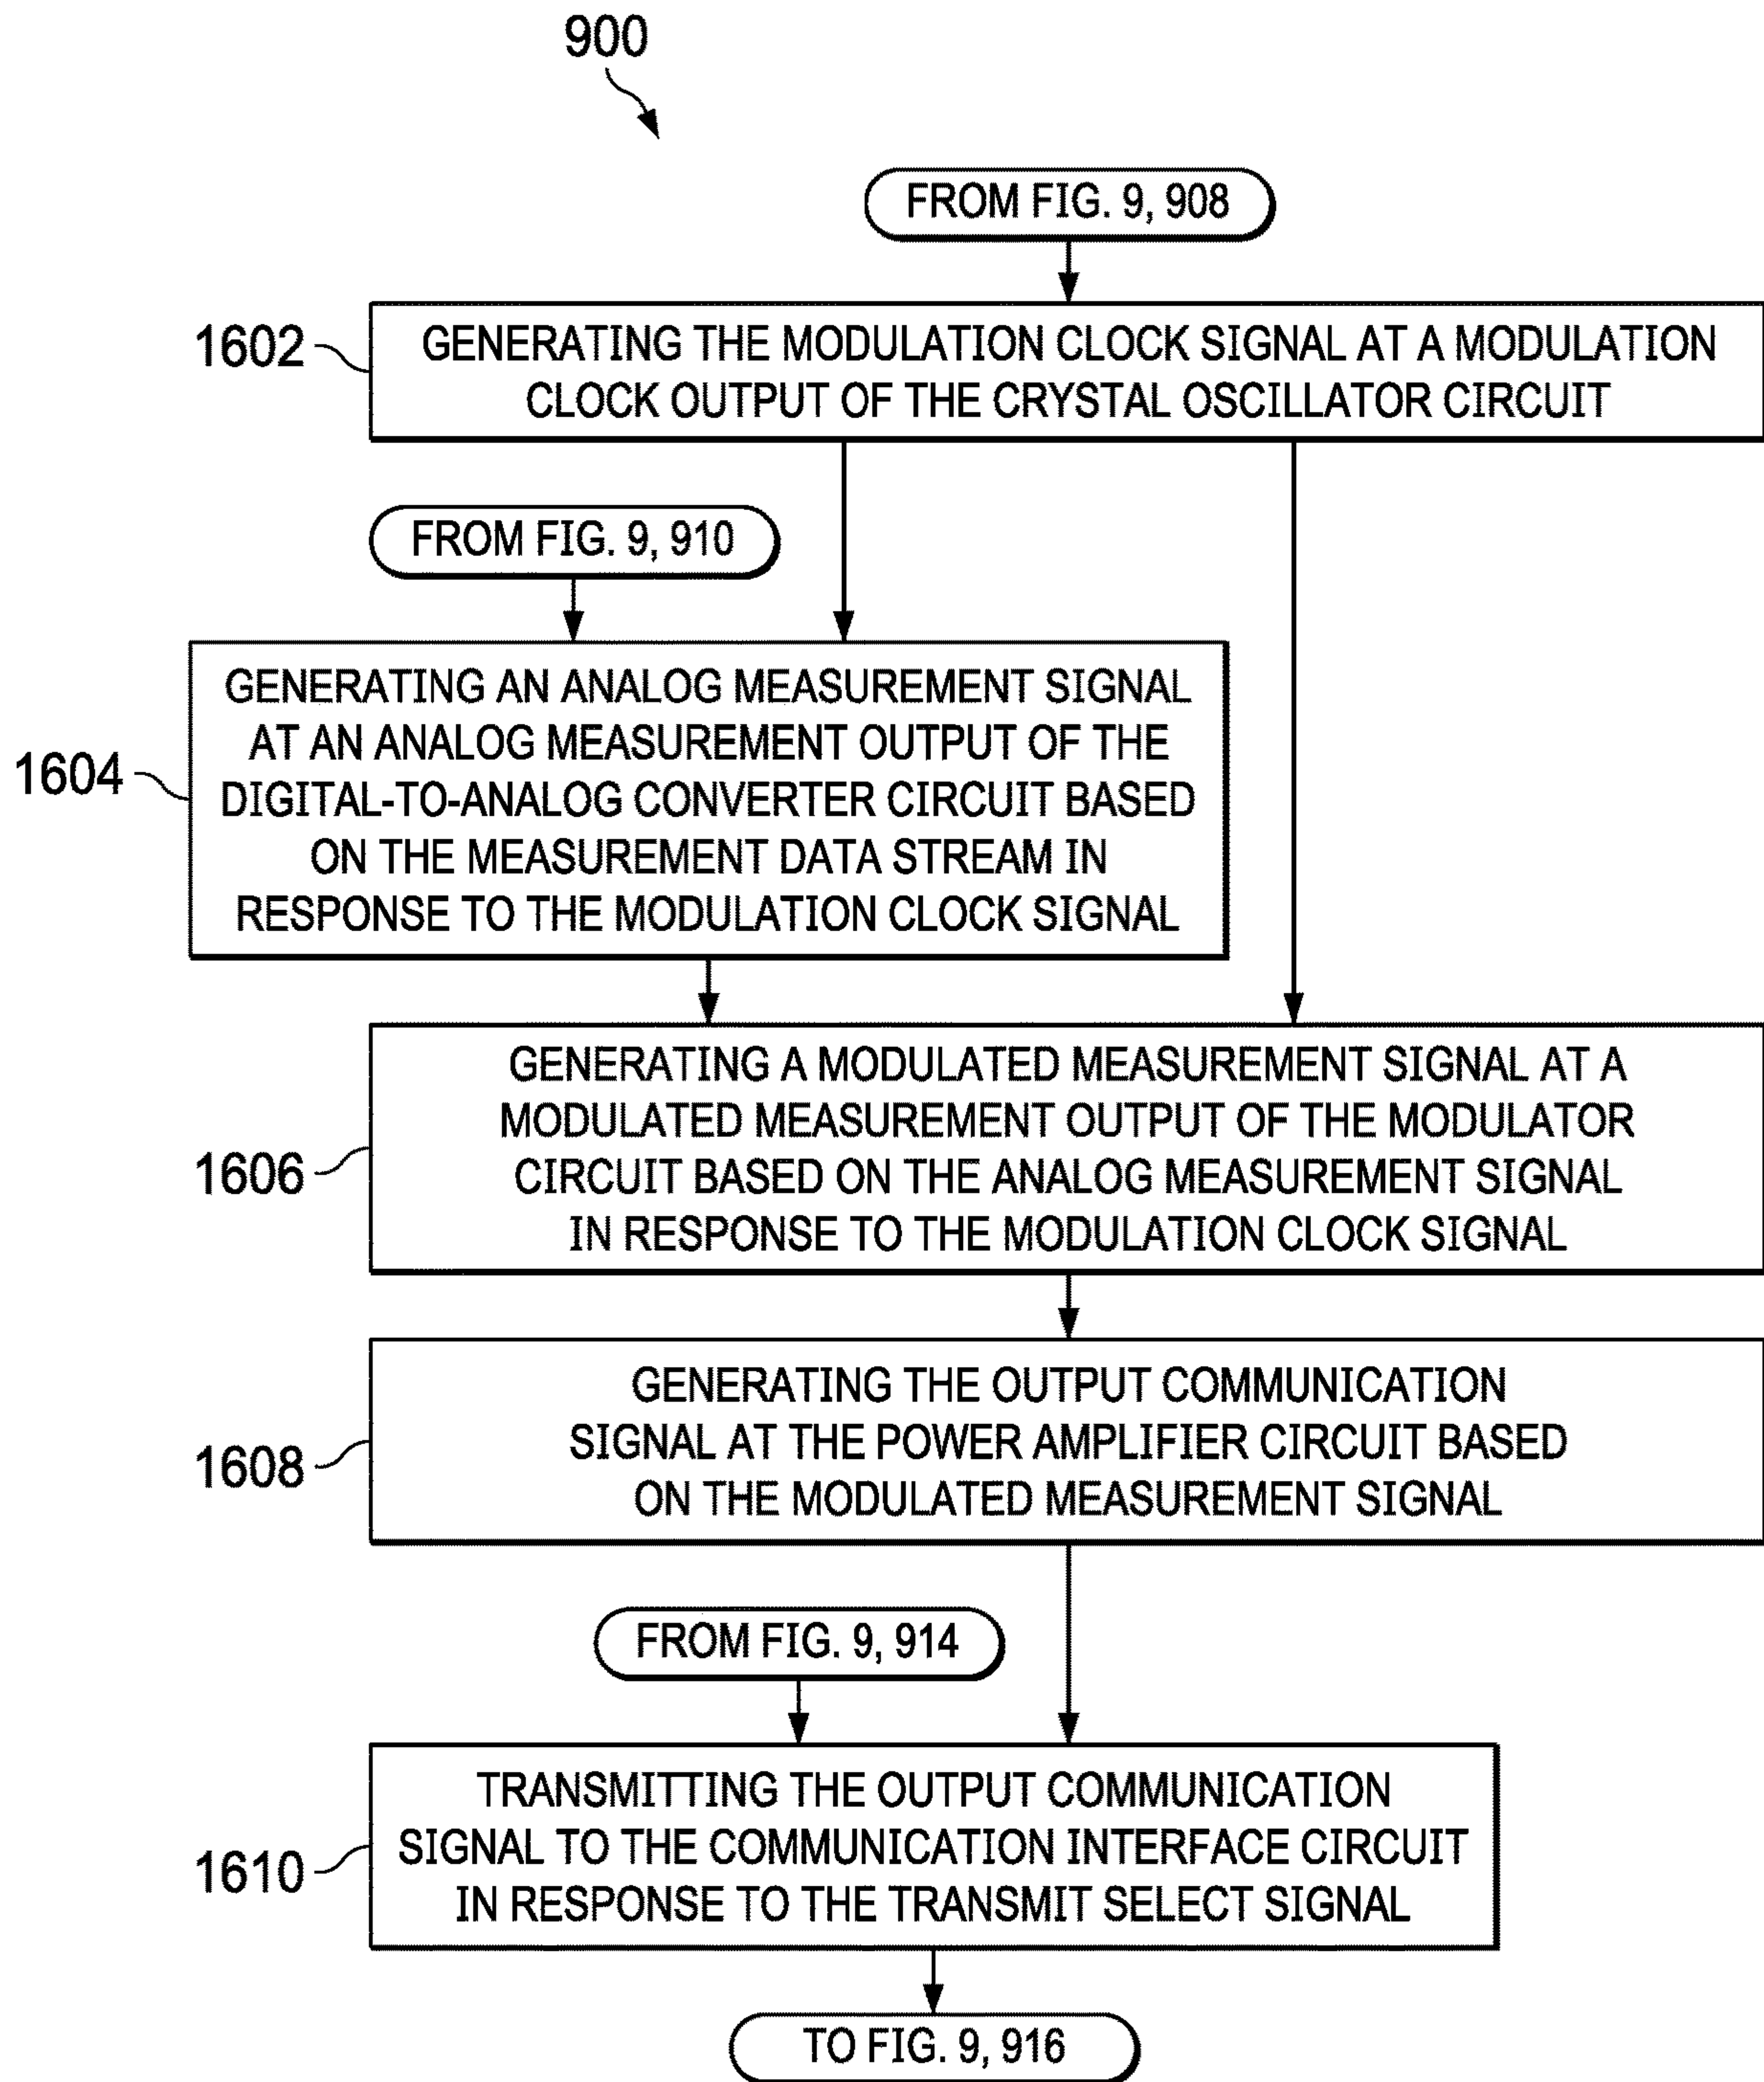 900
FROM FIG. 9, 908
1602
GENERATING THE MODULATION CLOCK SIGNAL AT A MODULATION
CLOCK OUTPUT OF THE CRYSTAL OSCILLATOR CIRCUIT
FROM FIG. 9, 910
1604
GENERATING AN ANALOG MEASUREMENT SIGNAL
AT AN ANALOG MEASUREMENT OUTPUT OF THE
DIGITAL-TO-ANALOG CONVERTER CIRCUIT BASED
ON THE MEASUREMENT DATA STREAM IN
RESPONSE TO THE MODULATION CLOCK SIGNAL
1606
GENERATING A MODULATED MEASUREMENT SIGNAL AT A
MODULATED MEASUREMENT OUTPUT OF THE MODULATOR
CIRCUIT BASED ON THE ANALOG MEASUREMENT SIGNAL
IN RESPONSE TO THE MODULATION CLOCK SIGNAL
1608
GENERATING THE OUTPUT COMMUNICATION
SIGNAL AT THE POWER AMPLIFIER CIRCUIT BASED
ON THE MODULATED MEASUREMENT SIGNAL
FROM FIG. 9, 914
1610
TRANSMITTING THE OUTPUT COMMUNICATION
SIGNAL TO THE COMMUNICATION INTERFACE CIRCUIT
IN RESPONSE TO THE TRANSMIT SELECT SIGNAL
TO FIG. 9, 916